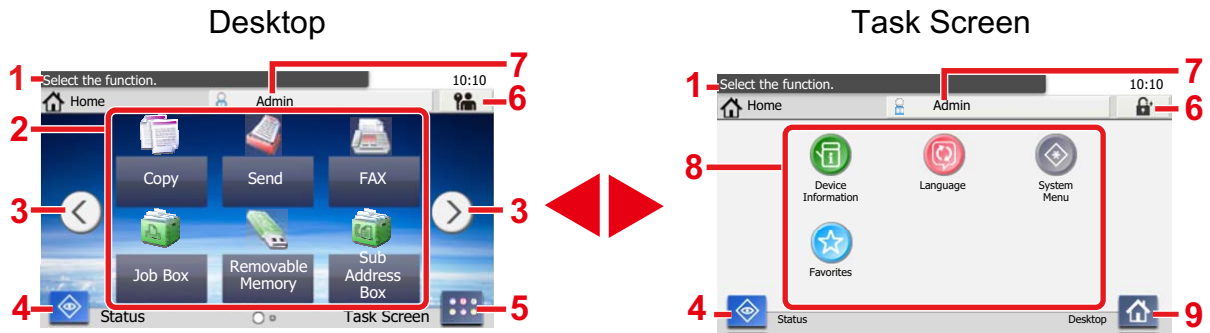 Desktop
Task Screen
1
Select the function.
10:10
7
Home
Admin
6
2
Copy
Send
FAX
3
3
Job Box
Removable
Memory
Sub
Address
Box
4
Status
Task Screen
5
1
Select the function.
10:10
7
Home
Admin
6
8
Device
Information
Language
System
Menu
Favorites
4
Status
Desktop
9